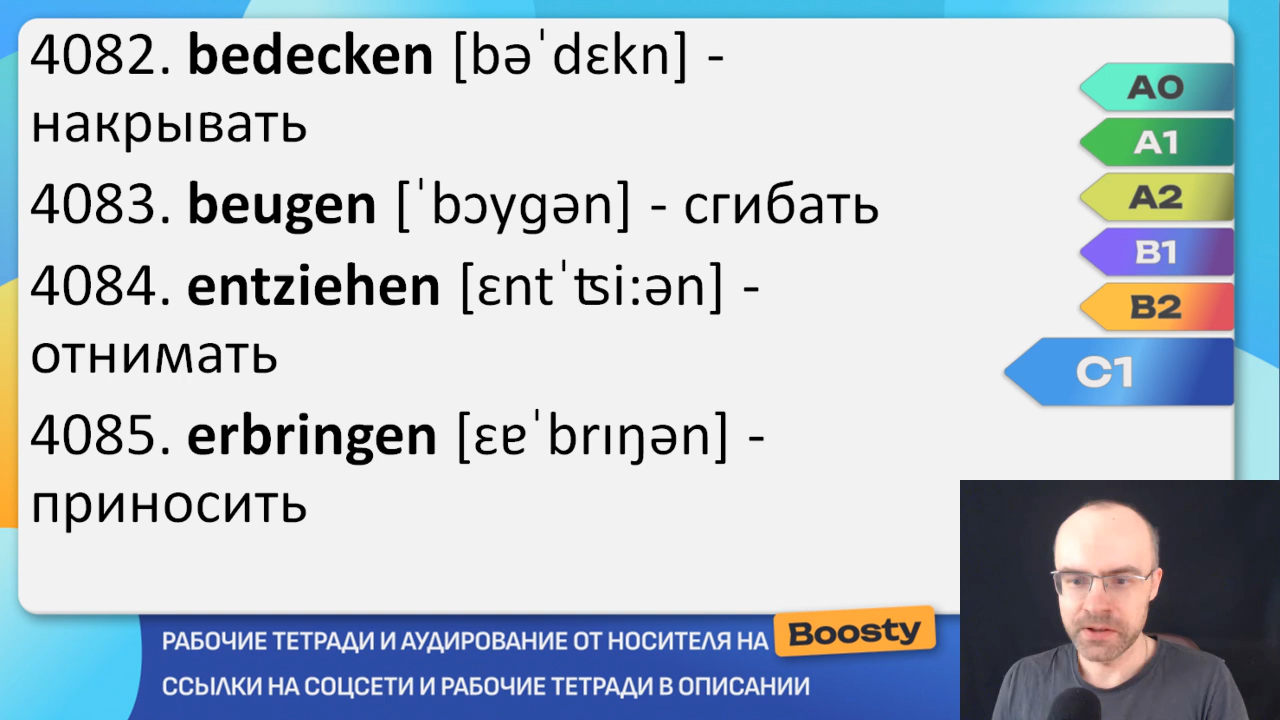 4082. bedecken [bəˈdɛkn] -
накрывать
4083. beugen [ˈbɔygən] - сгибать
4084. entziehen [ɛntˈʦi:ən] -
отнимать
4085. erbringen [ɛɐˈbrıŋən] -
приносить
A0
A1
A2
B1
B2
C1
РАБОЧИЕ ТЕТРАДИ И АУДИРОВАНИЕ ОТ НОСИТЕЛЯ НА Boosty
ССЫЛКИ НА СОЦСЕТИ И РАБОЧИЕ ТЕТРАДИ В ОПИСАНИИ